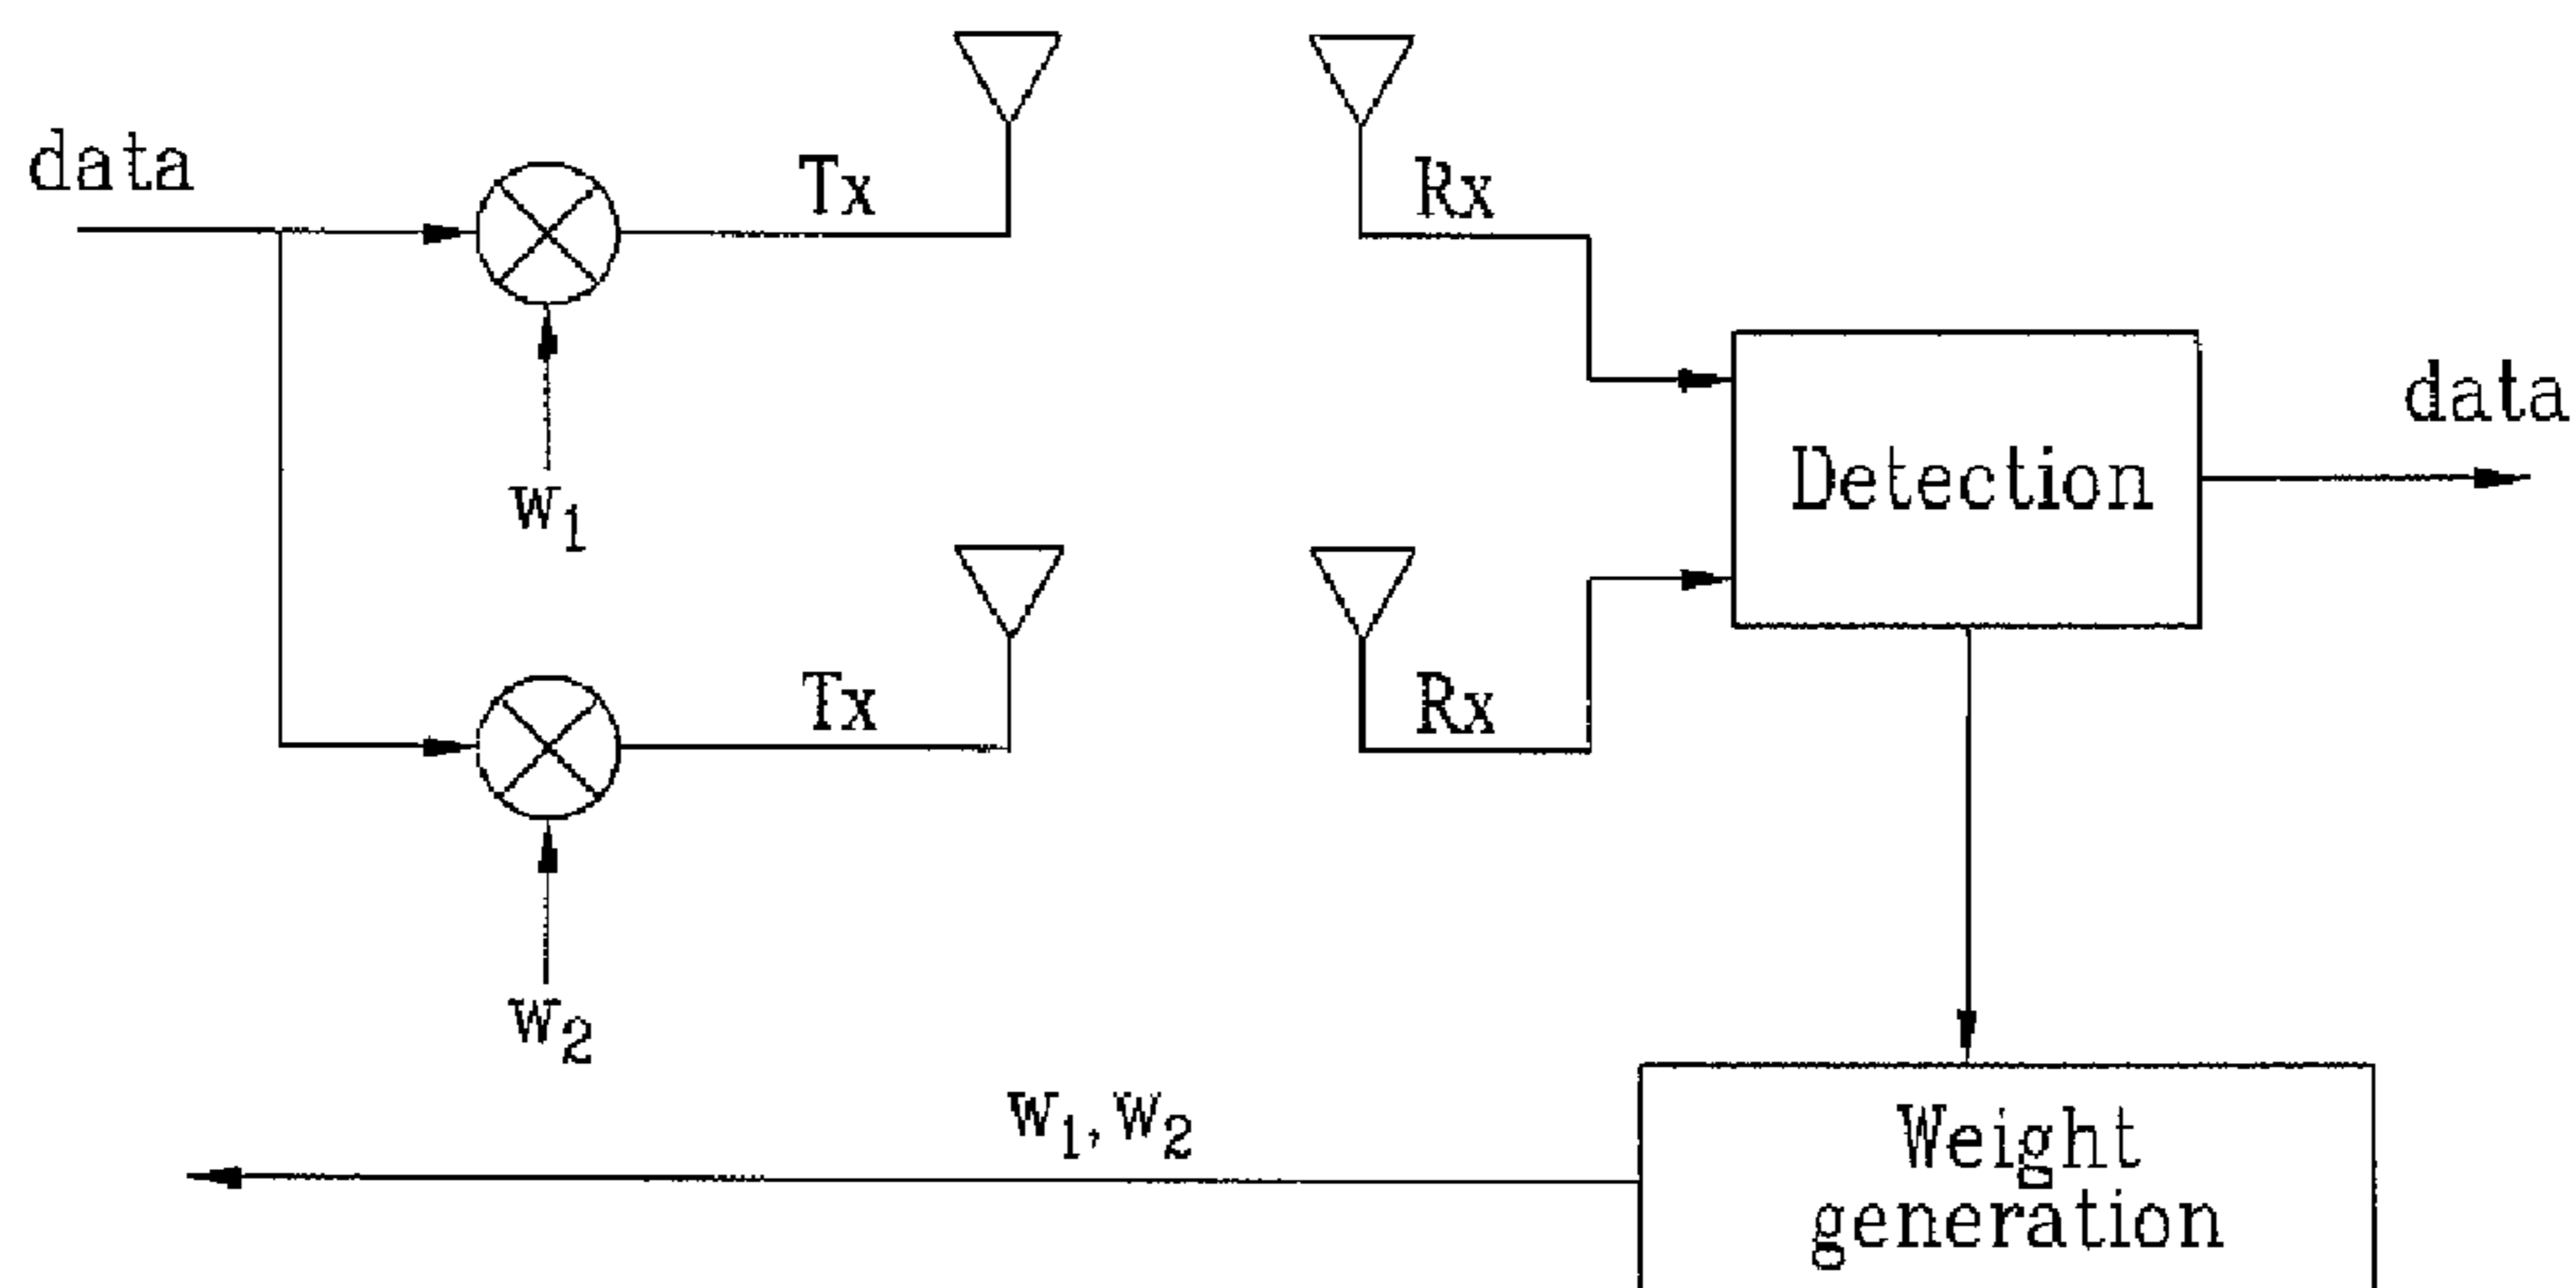 data
Tx
Rx
w₁
Detection
data
Tx
Rx
w₂
w₁, w₂
Weight
generation